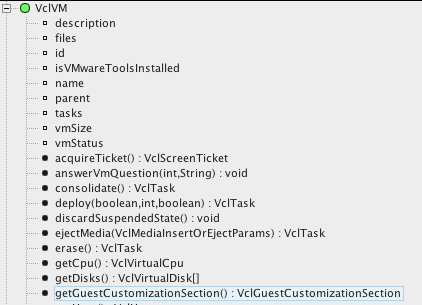 VclVM
description
files
id
isVMwareToolsInstalled
name
parent
tasks
vmSize
vmStatus
acquireTicket() : VclScreenTicket
answerVmQuestion(int,String) : void
consolidate() : VclTask
deploy(boolean,int,boolean) : VclTask
discardSuspendedState() : void
ejectMedia(VclMediaInsertOrEjectParams) : VclTask
erase() : VclTask
getCpu() : VclVirtualCpu
getDisks() : VclVirtualDisk[]
getGuestCustomizationSection() : VclGuestCustomizationSection